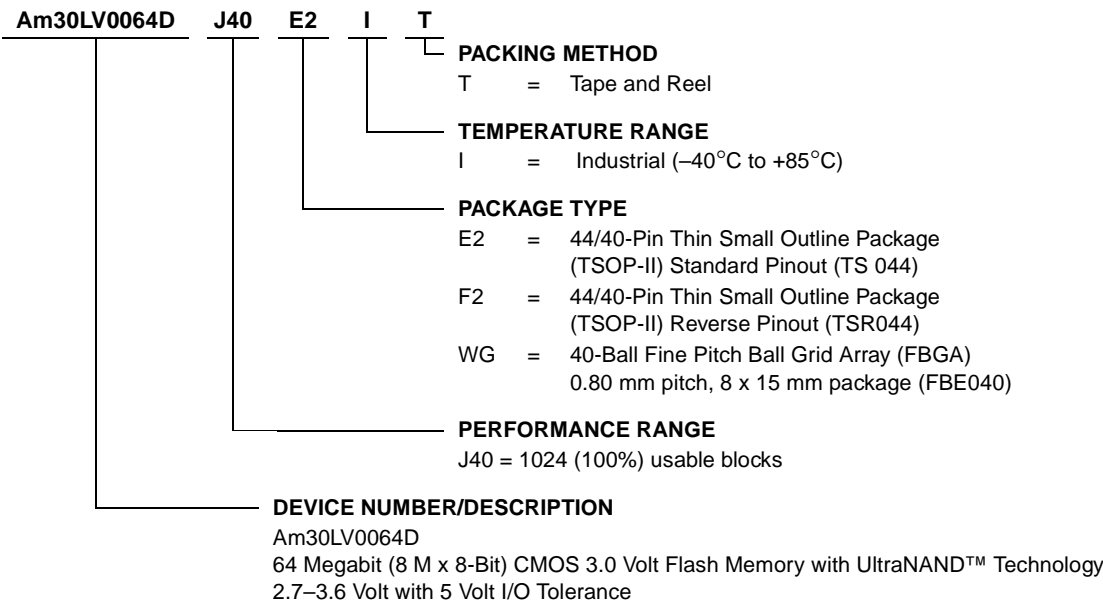 Am30LV0064D J40 E2 I T
PACKING METHOD
T = Tape and Reel
TEMPERATURE RANGE
I = Industrial (–40°C to +85°C)
PACKAGE TYPE
E2 = 44/40-Pin Thin Small Outline Package
(TSOP-II) Standard Pinout (TS 044)
F2 = 44/40-Pin Thin Small Outline Package
(TSOP-II) Reverse Pinout (TSR044)
WG = 40-Ball Fine Pitch Ball Grid Array (FBGA)
0.80 mm pitch, 8 x 15 mm package (FBE040)
PERFORMANCE RANGE
J40 = 1024 (100%) usable blocks
DEVICE NUMBER/DESCRIPTION
Am30LV0064D
64 Megabit (8 M x 8-Bit) CMOS 3.0 Volt Flash Memory with UltraNAND™ Technology
2.7–3.6 Volt with 5 Volt I/O Tolerance